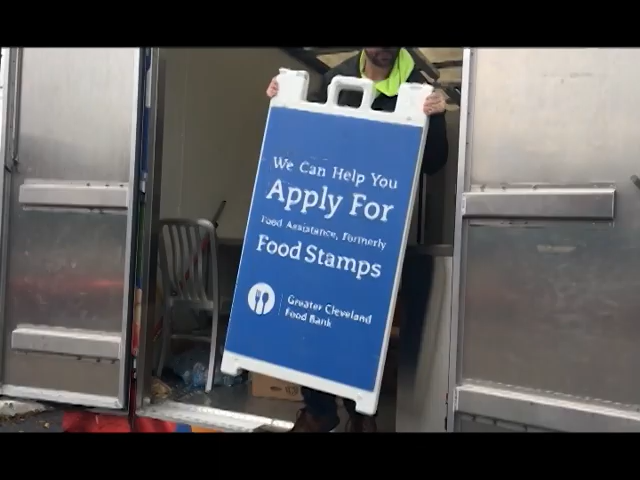 We Can Help You
Apply For
Food Assistance, Formerly
Food Stamps
Greater Cleveland
Food Bank